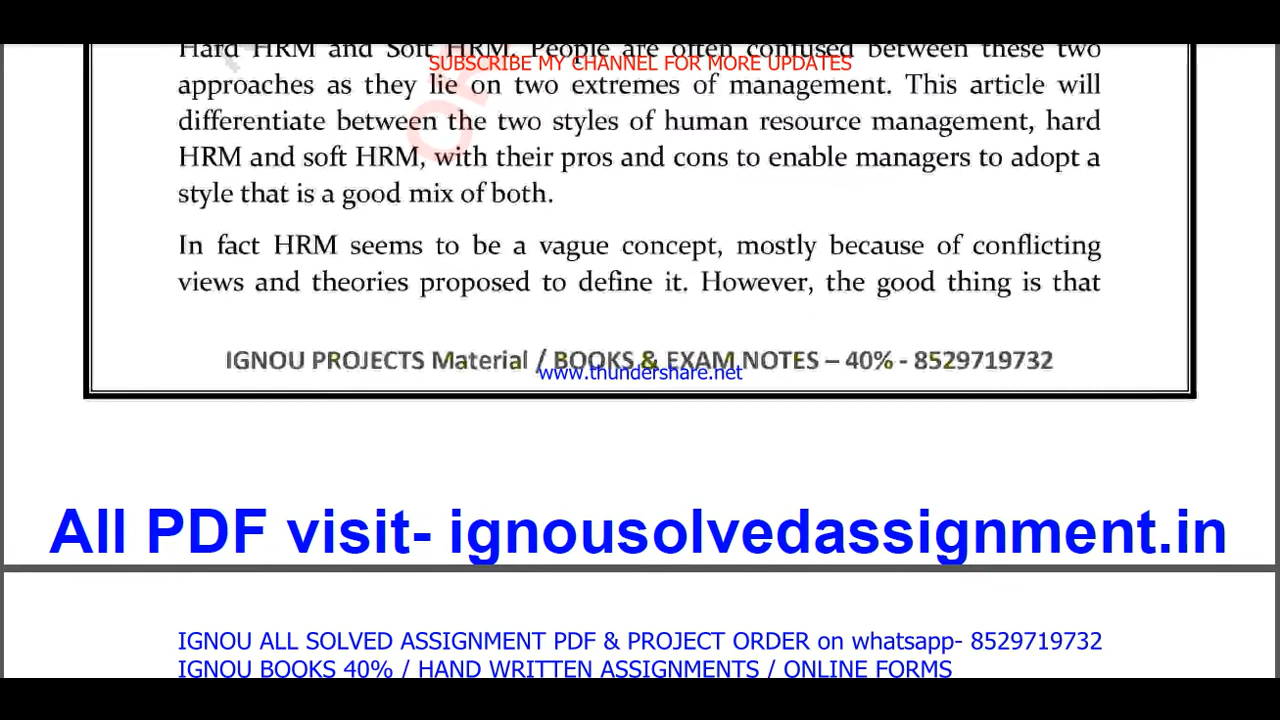 Hard HRM and Soft HRM. People are often confused between these two
SUBSCRIBE MY CHANNEL FOR MORE UPDATES
approaches as they lie on two extremes of management. This article will
differentiate between the two styles of human resource management, hard
HRM and soft HRM, with their pros and cons to enable managers to adopt a
style that is a good mix of both.
In fact HRM seems to be a vague concept, mostly because of conflicting
views and theories proposed to define it. However, the good thing is that
IGNOU PROJECTS Material / BOOKS & EXAM NOTES – 40% - 8529719732
www.thundershare.net
All PDF visit- ignousolvedassignment.in
IGNOU ALL SOLVED ASSIGNMENT PDF & PROJECT ORDER on whatsapp- 8529719732
IGNOU BOOKS 40% / HAND WRITTEN ASSIGNMENTS / ONLINE FORMS